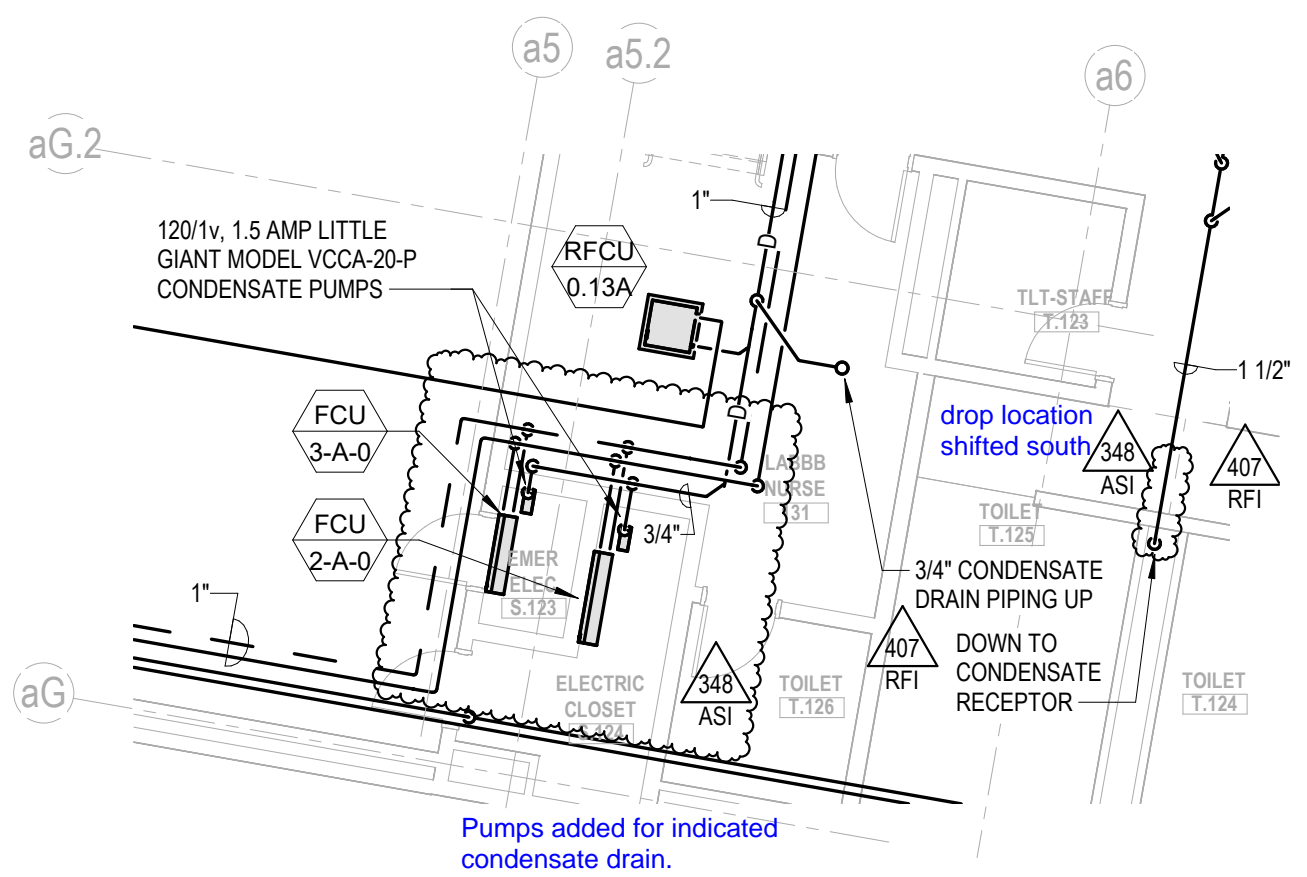 a5
a5.2
a6
aG.2
1"
120/1v, 1.5 AMP LITTLE
GIANT MODEL VCCA-20-P
CONDENSATE PUMPS
RFCU
0.13A
D
TLT-STAFF
T.123
1 1/2"
FCU
3-A-0
D
drop location
shifted south
348
ASI
407
RFI
LABBB
NURSE
131
TOILET
T.125
FCU
2-A-0
3/4"
EMER
ELEC
S.123
3/4" CONDENSATE
DRAIN PIPING UP
1"
407
RFI
DOWN TO
CONDENSATE
RECEPTOR
aG
ELECTRIC
CLOSET
S.124
348
ASI
TOILET
T.126
TOILET
T.124
Pumps added for indicated
condensate drain.